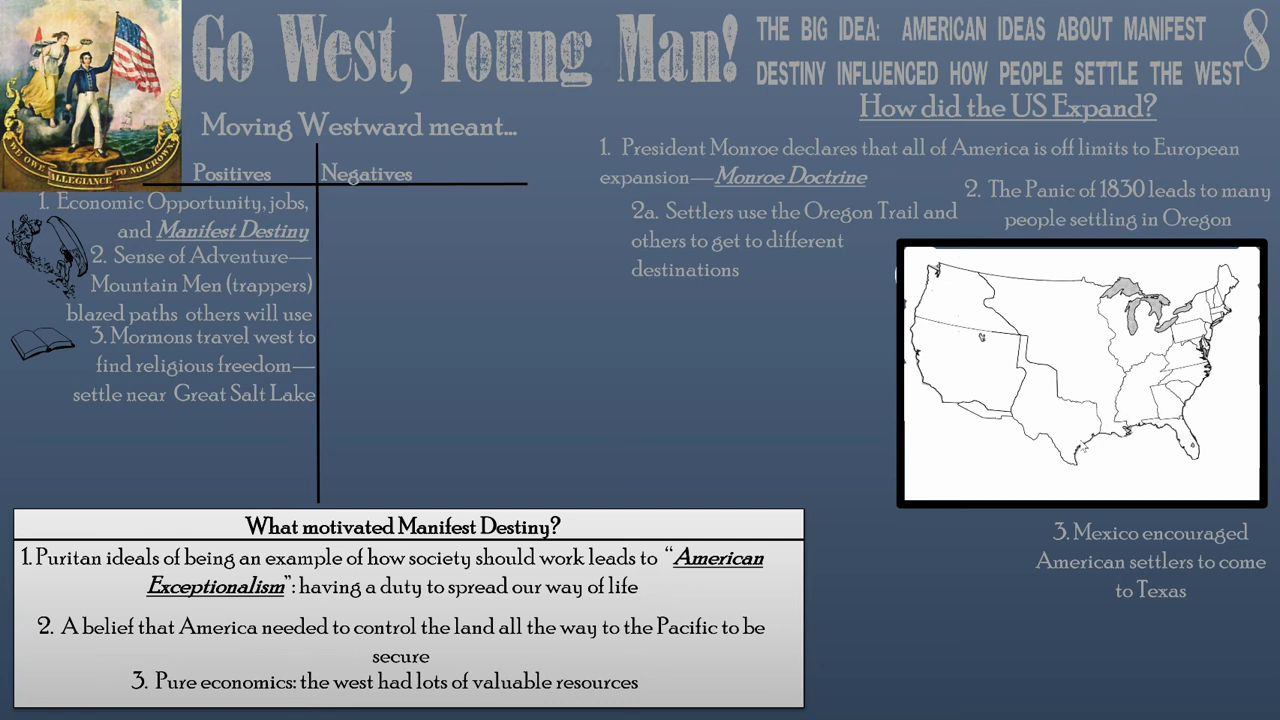 Go West, Young Man!
THE BIG IDEA: AMERICAN IDEAS ABOUT MANIFEST
DESTINY INFLUENCED HOW PEOPLE SETTLE THE WEST
8
WE OWE ALLEGIANCE TO NO CROWN
Moving Westward meant...
Positives
Negatives
1. Economic Opportunity, jobs,
and Manifest Destiny
2. Sense of Adventure—
Mountain Men (trappers)
blazed paths others will use
3. Mormons travel west to
find religious freedom—
settle near Great Salt Lake
How did the US Expand?
1. President Monroe declares that all of America is off limits to European
expansion—Monroe Doctrine
2. The Panic of 1830 leads to many
people settling in Oregon
2a. Settlers use the Oregon Trail and
others to get to different
destinations
3. Mexico encouraged
American settlers to come
to Texas
What motivated Manifest Destiny?
1. Puritan ideals of being an example of how society should work leads to “American
Exceptionalism”: having a duty to spread our way of life
2. A belief that America needed to control the land all the way to the Pacific to be
secure
3. Pure economics: the west had lots of valuable resources